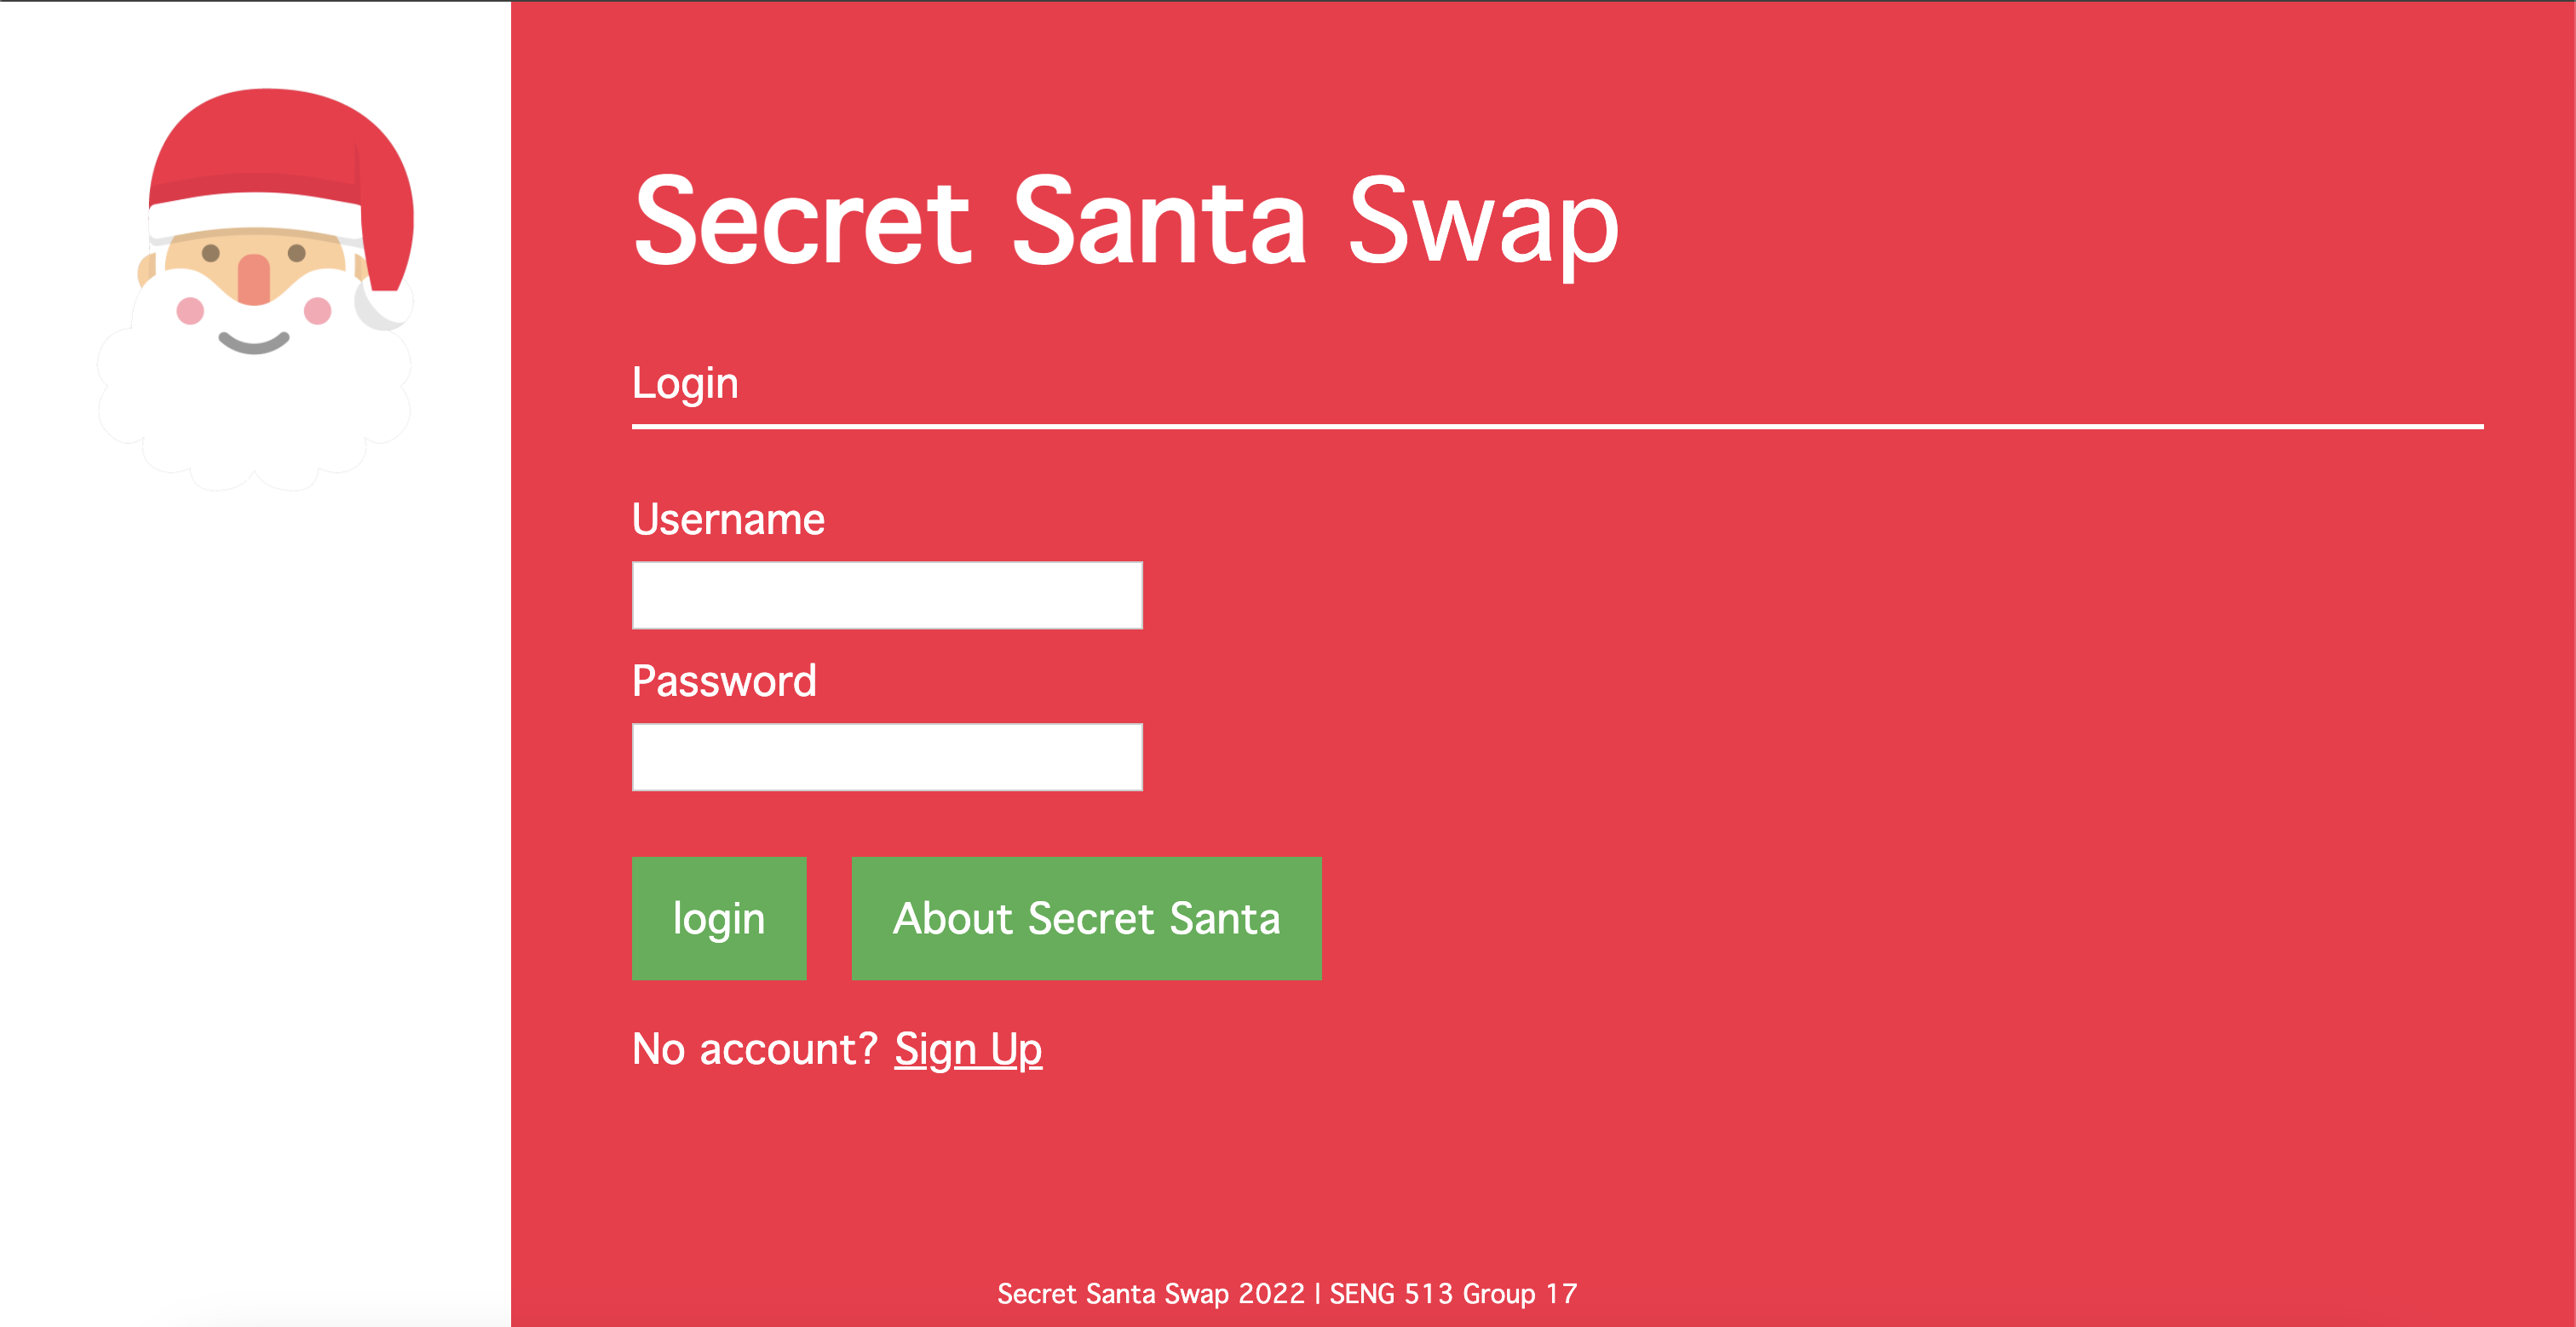 Secret Santa Swap
Login
Username
Password
login
About Secret Santa
No account? Sign Up
Secret Santa Swap 2022 | SENG 513 Group 17